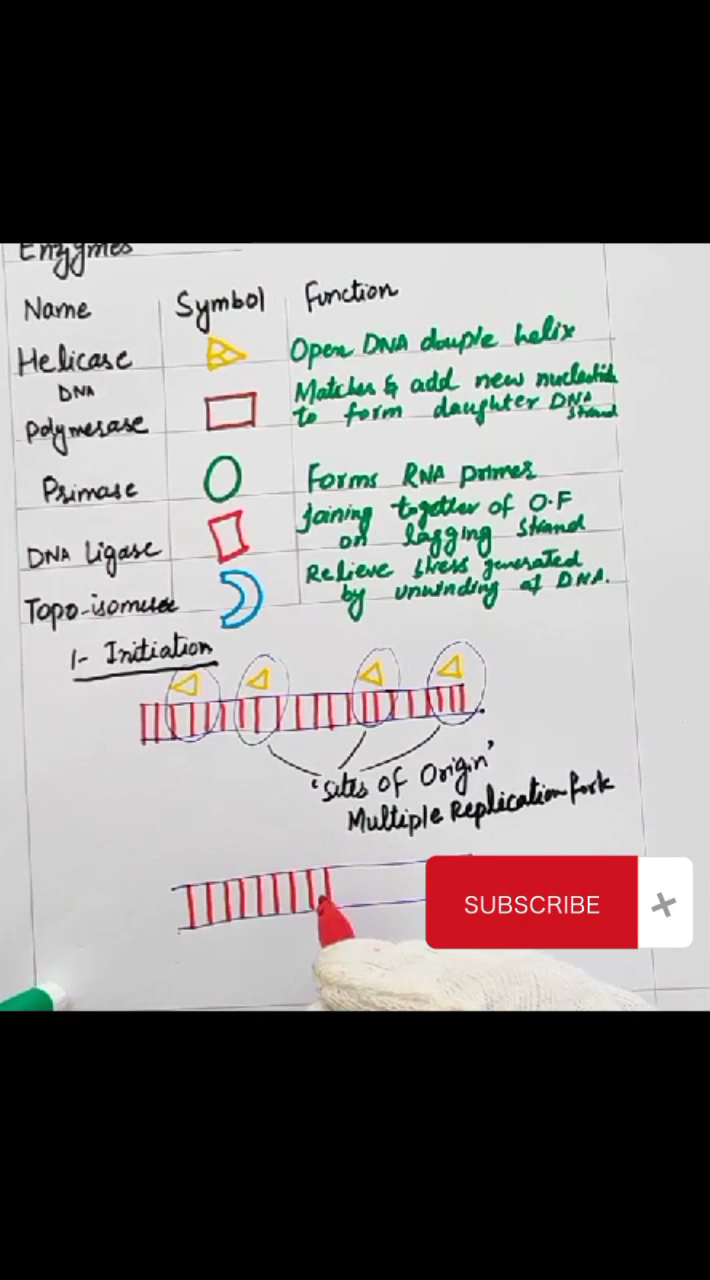 Enzymes
Name Symbol Function
Helicase Open DNA douple helix
DNA Polymerase Matches & add new nucleotide
to form daughter DNA strand
Primase Forms RNA primer
DNA Ligase Joining together of O.F
on lagging strand
Topo-isomerase Relieve stress generated
by unwinding of DNA.
1- Initiation
'Sites of Origin'
Multiple Replication fork
SUBSCRIBE +